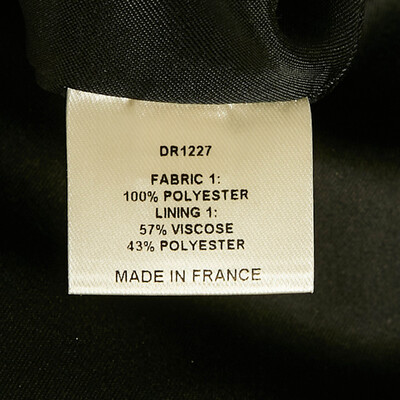 DR1227
FABRIC 1:
100% POLYESTER
LINING 1:
57% VISCOSE
43% POLYESTER
MADE IN FRANCE